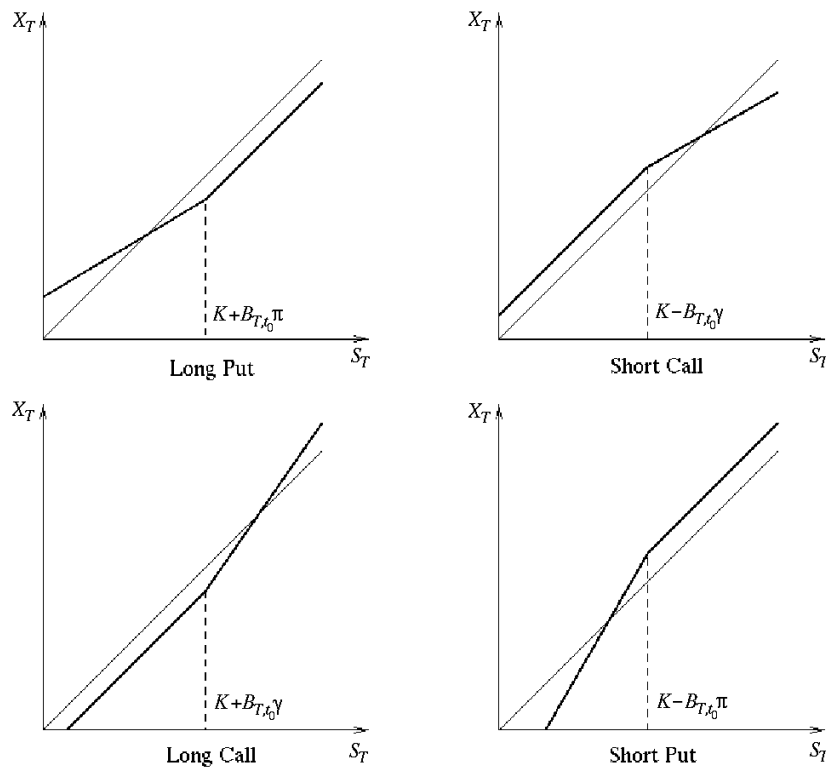 X_T
K+B_{T,t_0}π
S_T
Long Put
X_T
K−B_{T,t_0}γ
S_T
Short Call
X_T
K+B_{T,t_0}γ
S_T
Long Call
X_T
K−B_{T,t_0}π
S_T
Short Put